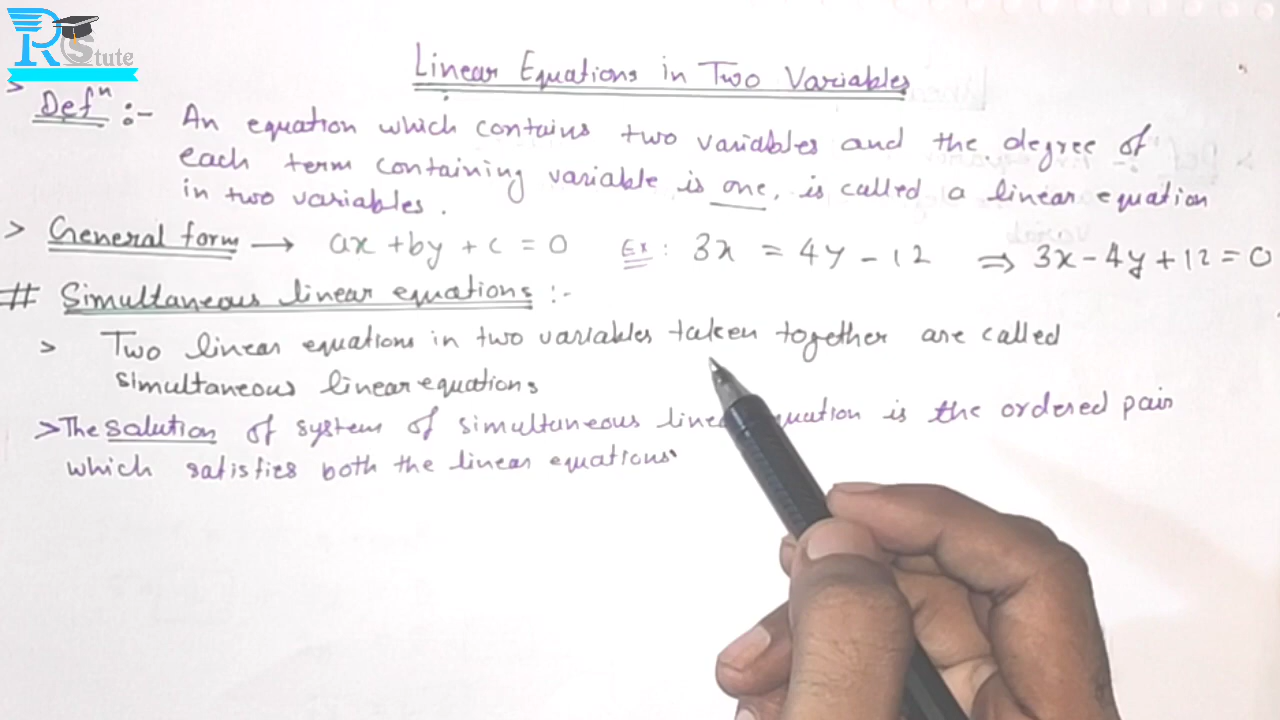 RIStute
Linear Equations in Two Variables
> Defⁿ :- An equation which contains two variables and the degree of
each term containing variable is one, is called a linear equation
in two variables.
> General form → ax + by + c = 0 Ex: 3x = 4y - 12 ⇒ 3x - 4y + 12 = 0
# Simultaneous linear equations :-
> Two linear equations in two variables taken together are called
simultaneous linear equations
> The solution of system of simultaneous linear equation is the ordered pair
which satisfies both the linear equations.